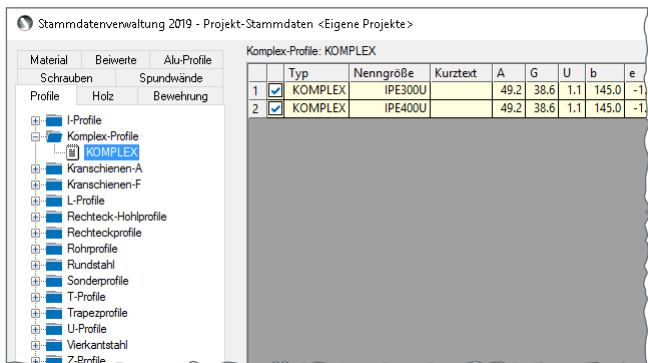 Stammdatenverwaltung 2019 - Projekt-Stammdaten <Eigene Projekte>
Material Beiwerte Alu-Profile
Schrauben Spundwände
Profile Holz Bewehrung
I-Profile
Komplex-Profile
KOMPLEX
Kranschienen-A
Kranschienen-F
L-Profile
Rechteck-Hohlprofile
Rechteckprofile
Rohrprofile
Rundstahl
Sonderprofile
T-Profile
Trapezprofile
U-Profile
Vierkantstahl
Z-Profile
Komplex-Profile: KOMPLEX
Typ Nenngröße Kurztext A G U b e
1 KOMPLEX IPE300U 49.2 38.6 1.1 145.0 -1.
2 KOMPLEX IPE400U 49.2 38.6 1.1 145.0 -1.